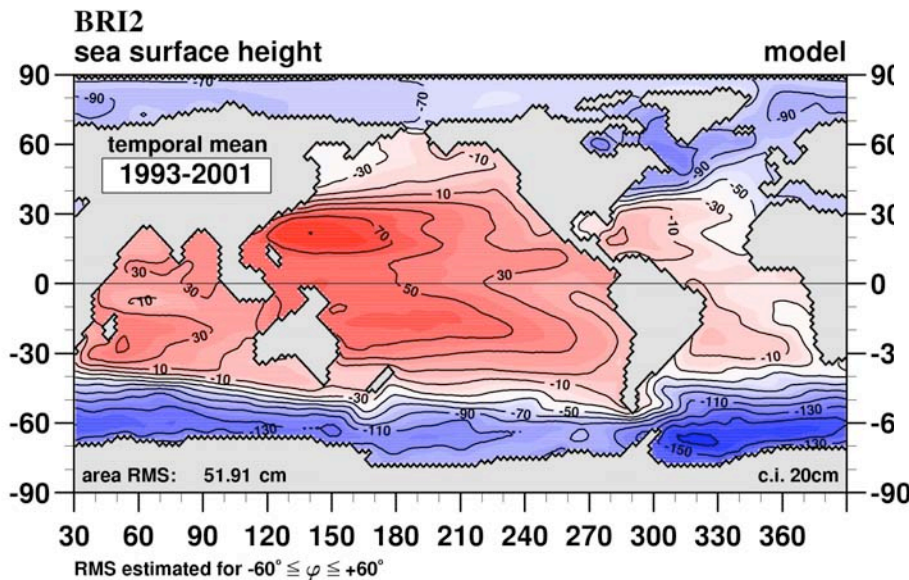 BRI2
sea surface height model
90 90
-70
-90 -70 -90
60 temporal mean -10 60
1993-2001 -30 -90 -50
10 -30
30 -10 30
70
30 30 30
0 0
10 50
30
-30 -10 -3
10 -10 -10
-30 -50 -110
-60 -130 -110 -90 -70 -130 -6
-150 -130
area RMS: 51.91 cm c.i. 20cm
-90 -90
30 60 90 120 150 180 210 240 270 300 330 360
RMS estimated for -60° ≦ φ ≦ +60°